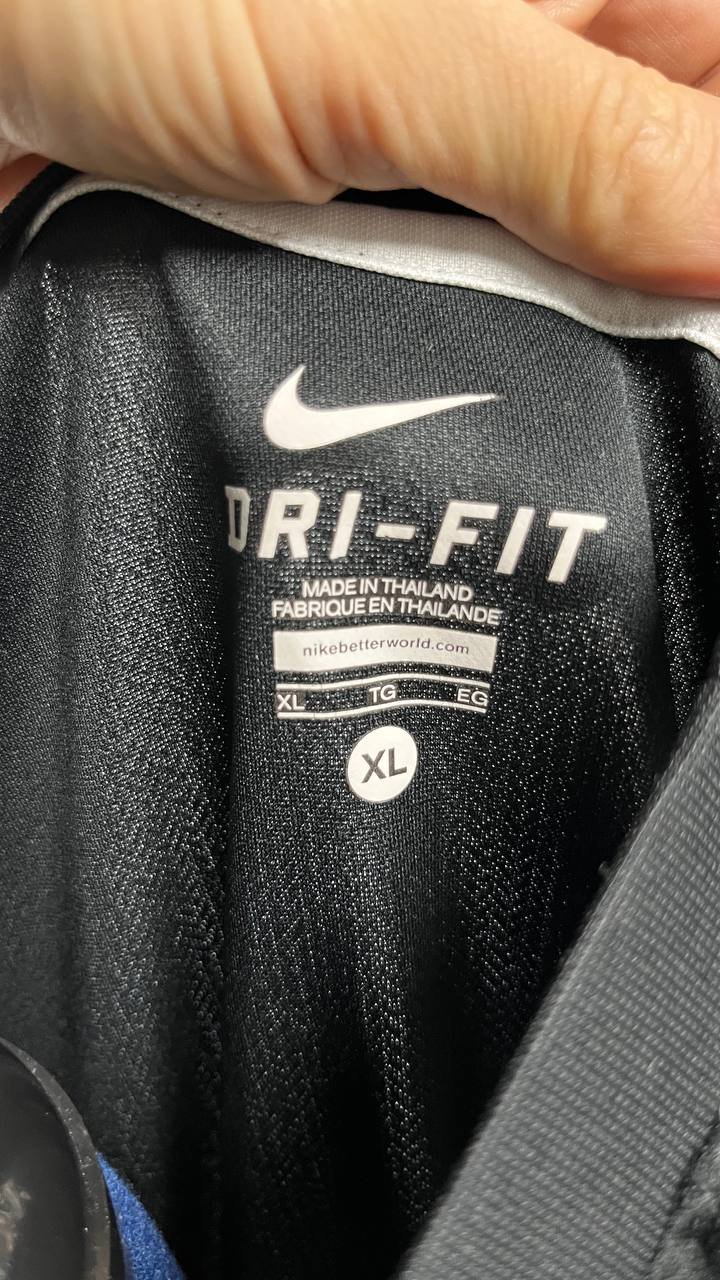 DRI-FIT
MADE IN THAILAND
FABRIQUE EN THAILANDE
nikebetterworld.com
XL TG EG
XL